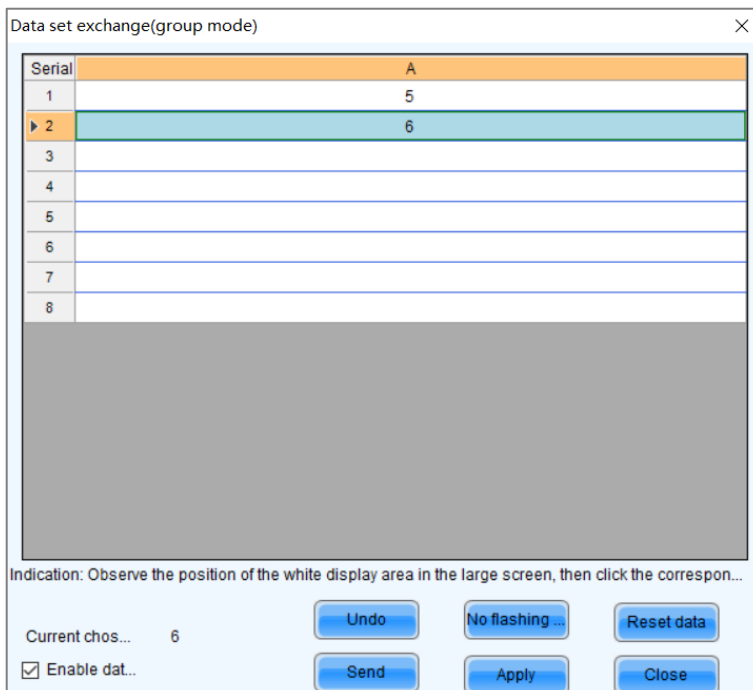 Data set exchange(group mode)
Serial A
1 5
2 6
3
4
5
6
7
8
Indication: Observe the position of the white display area in the large screen, then click the correspon...
Current chos... 6
Undo No flashing ... Reset data
Enable dat...
Send Apply Close